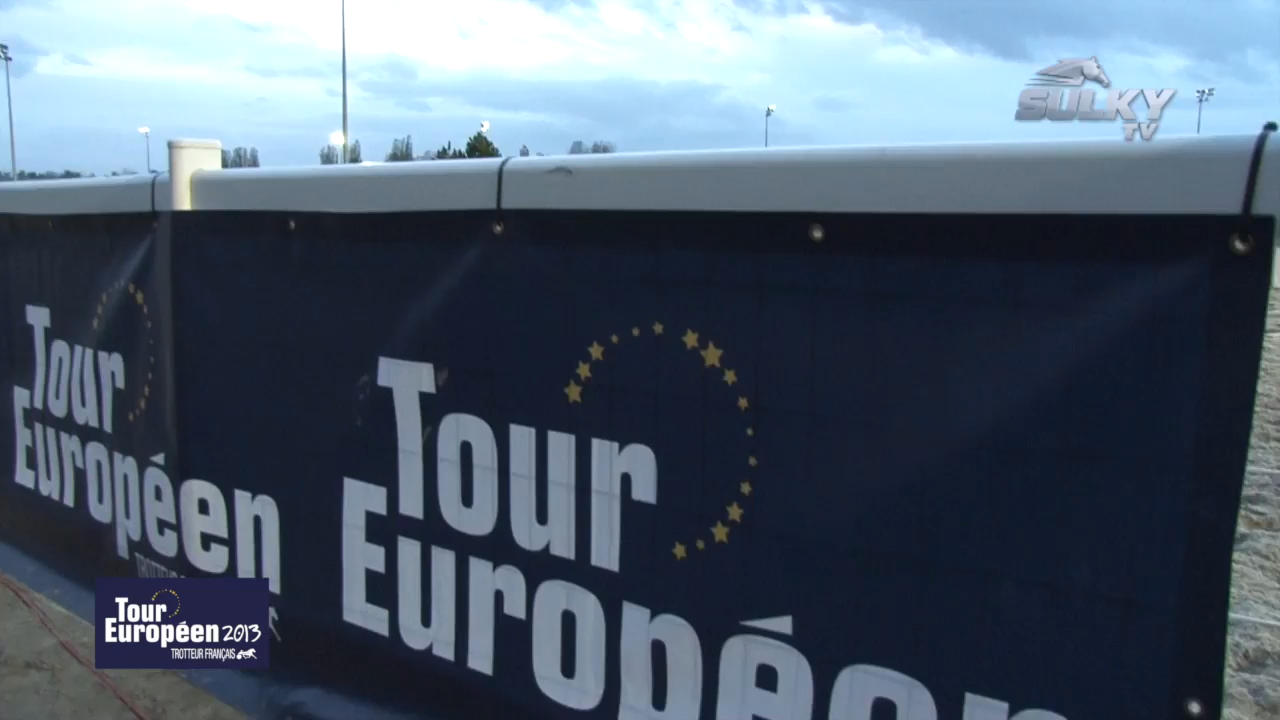 SULKY
TV
Tour
Européen
Tour
Européen
Tour
Européen 2013
TROTTEUR FRANÇAIS